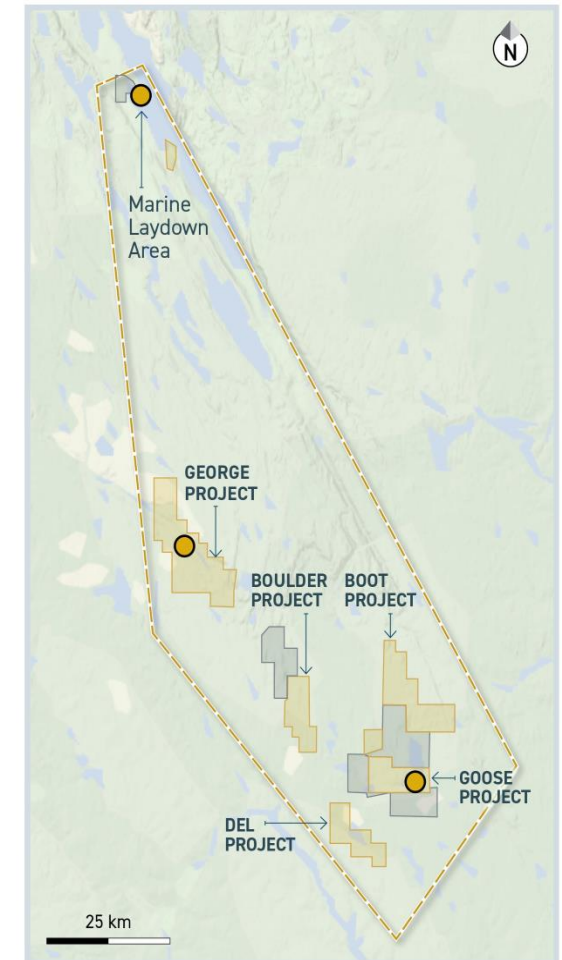 N
Marine
Laydown
Area
GEORGE
PROJECT
BOULDER
PROJECT
BOOT
PROJECT
GOOSE
PROJECT
DEL
PROJECT
25 km